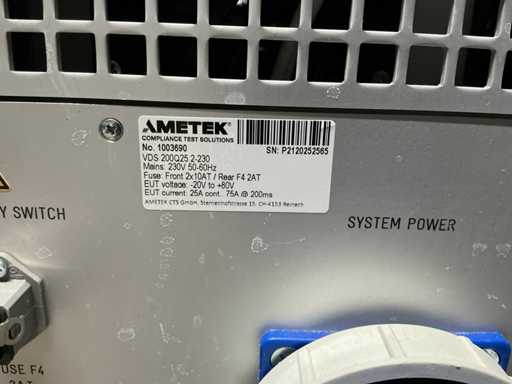 AMETEK
COMPLIANCE TEST SOLUTIONS
No. 1003690 SN: P2120252565
VDS 200Q25.2-230
Mains: 230V 50-60Hz
Fuse: Front 2x10AT / Rear F4 2AT
EUT voltage: -20V to +60V
EUT current: 25A cont., 75A @ 200ms
AMETEK CTS GmbH, Sternenhofstrasse 15, CH-4153 Reinach
Y SWITCH
SYSTEM POWER
USE F4
2AT